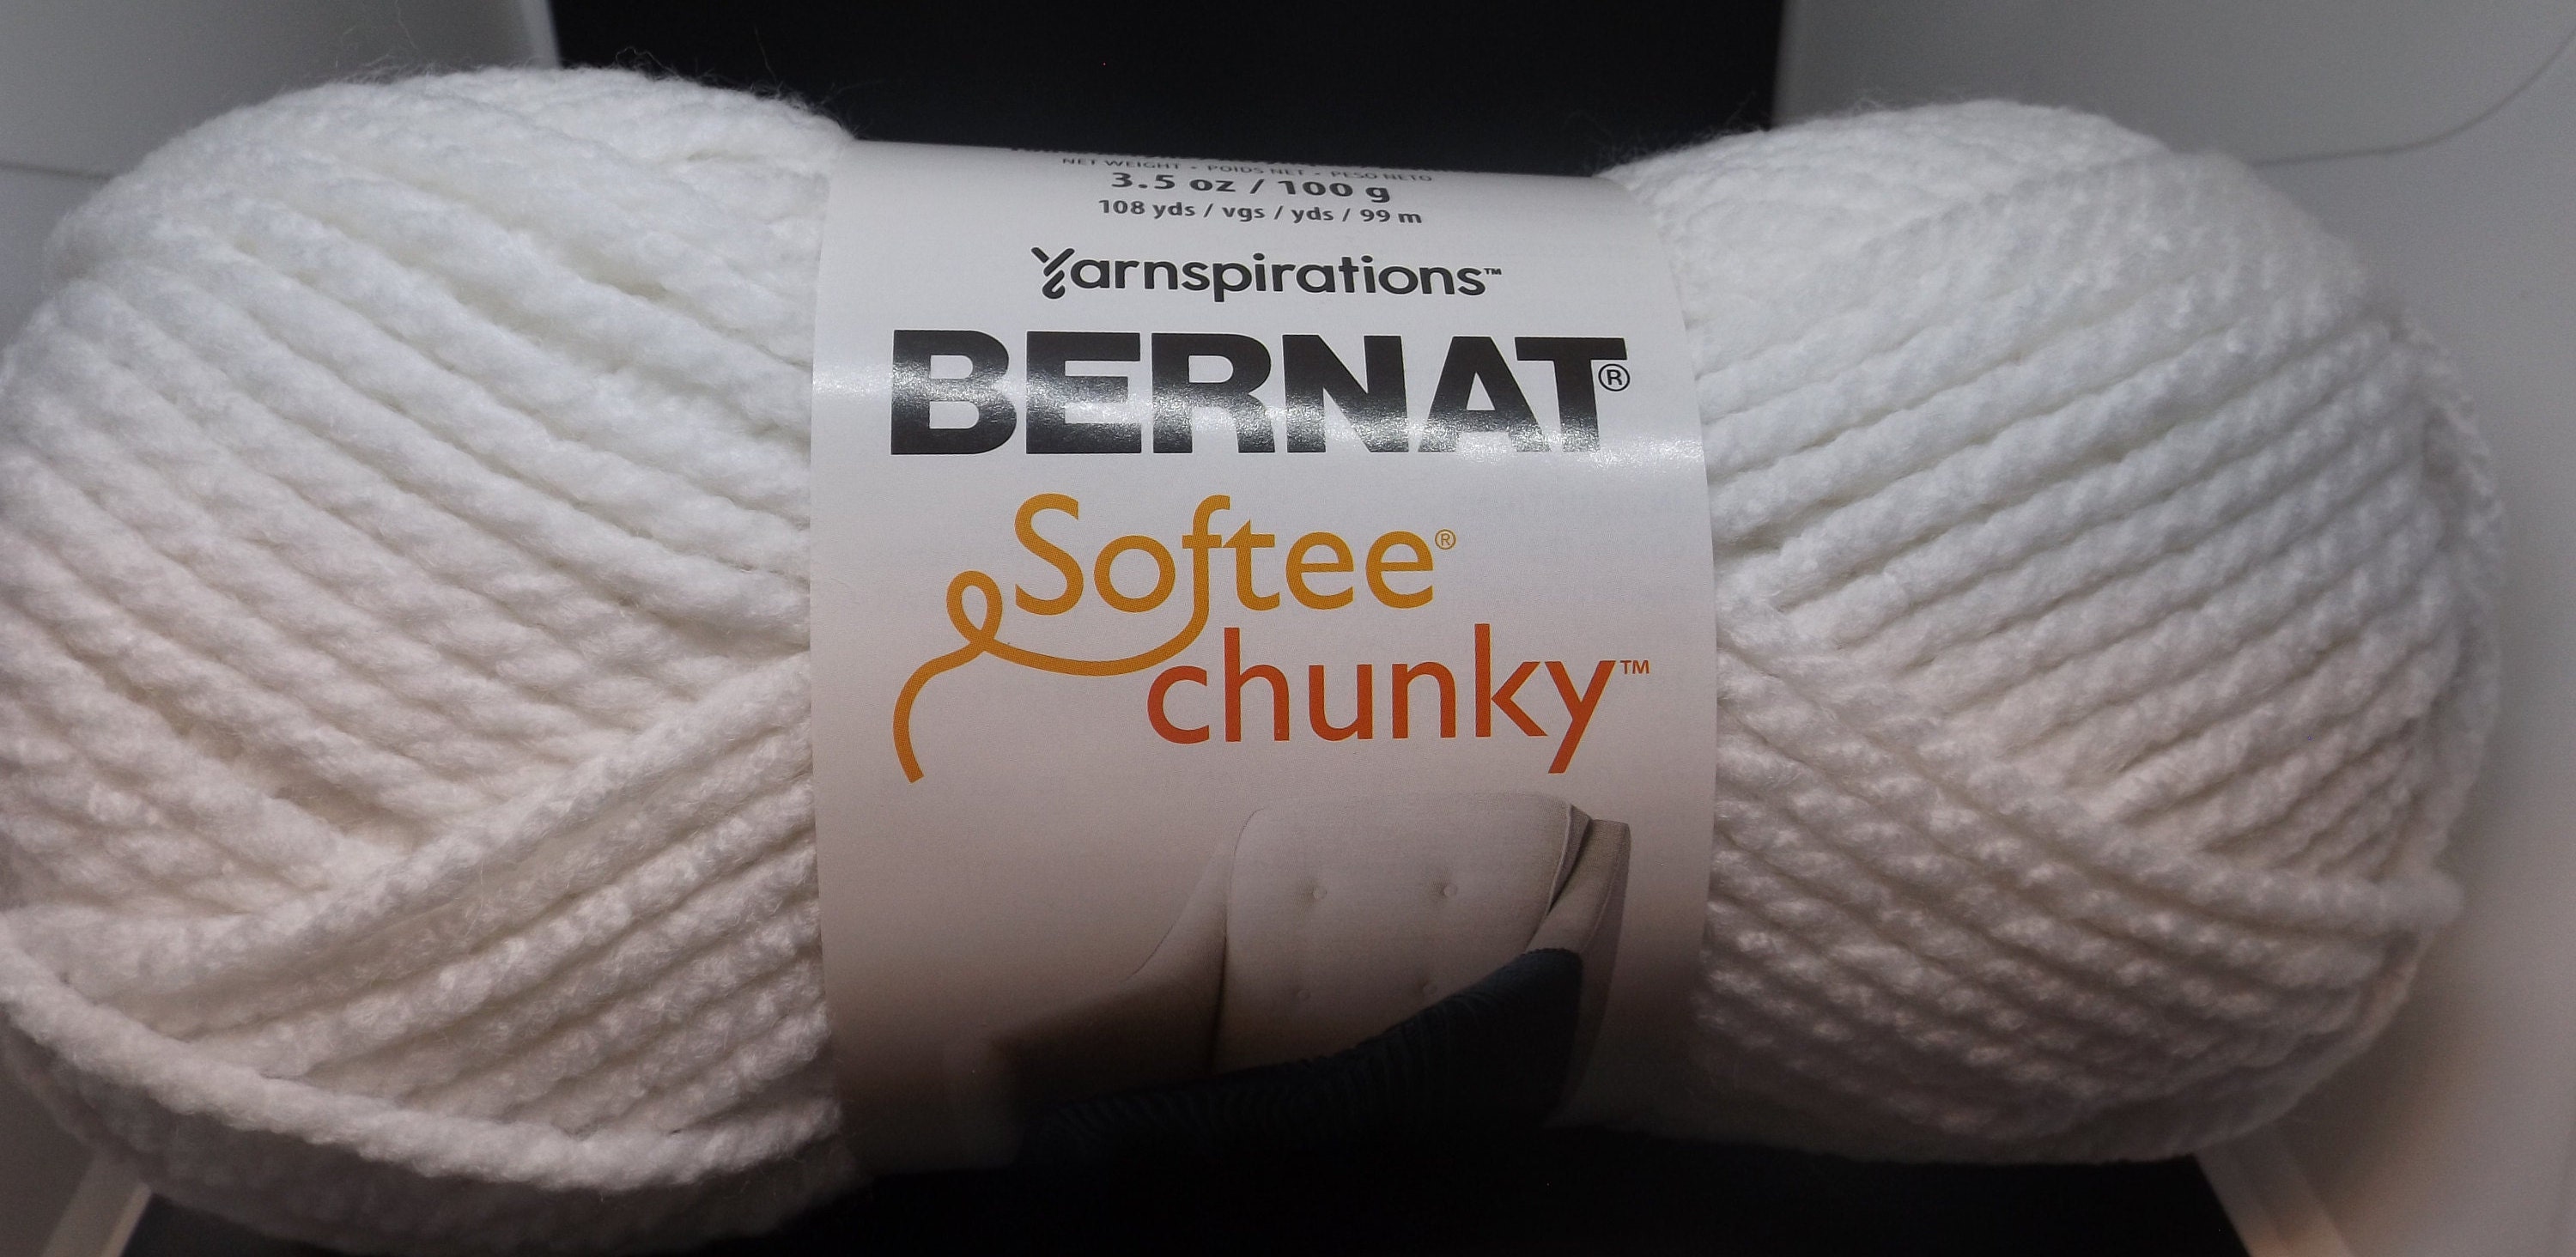 NET WEIGHT • POIDS NET • PESO NETO
3.5 oz / 100 g
108 yds / vgs / yds / 99 m
Yarnspirations™
BERNAT®
Softee®
chunky™